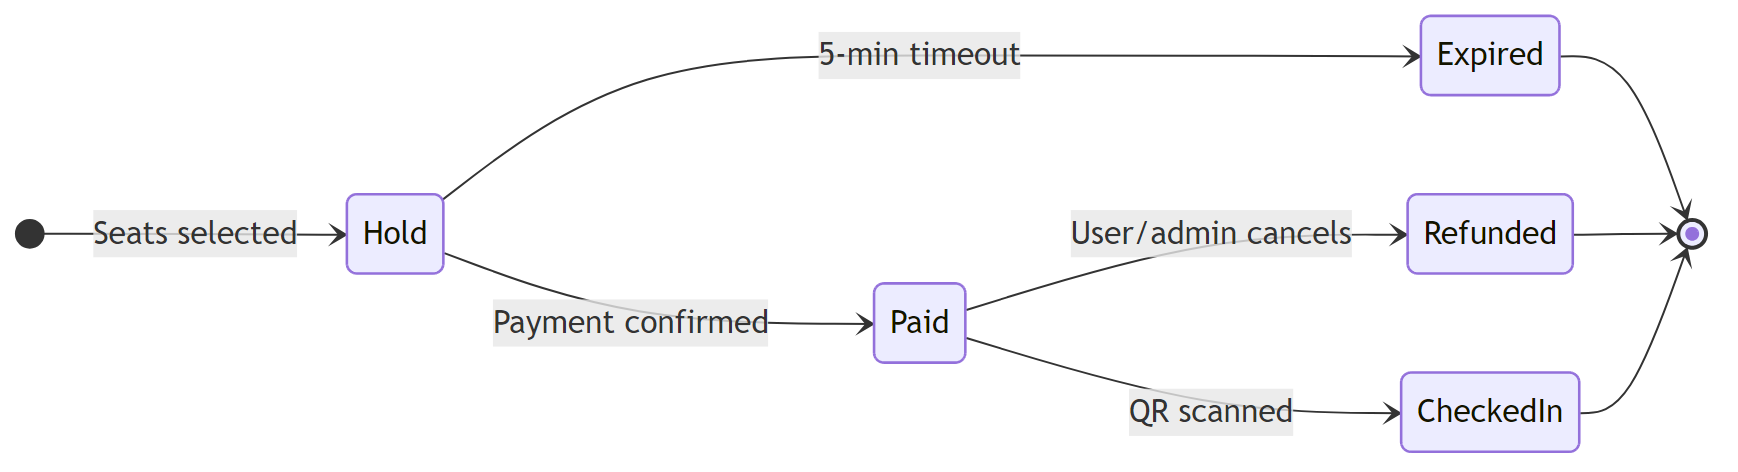 5-min timeout
Expired
Seats selected
Hold
User/admin cancels
Refunded
Payment confirmed
Paid
QR scanned
CheckedIn